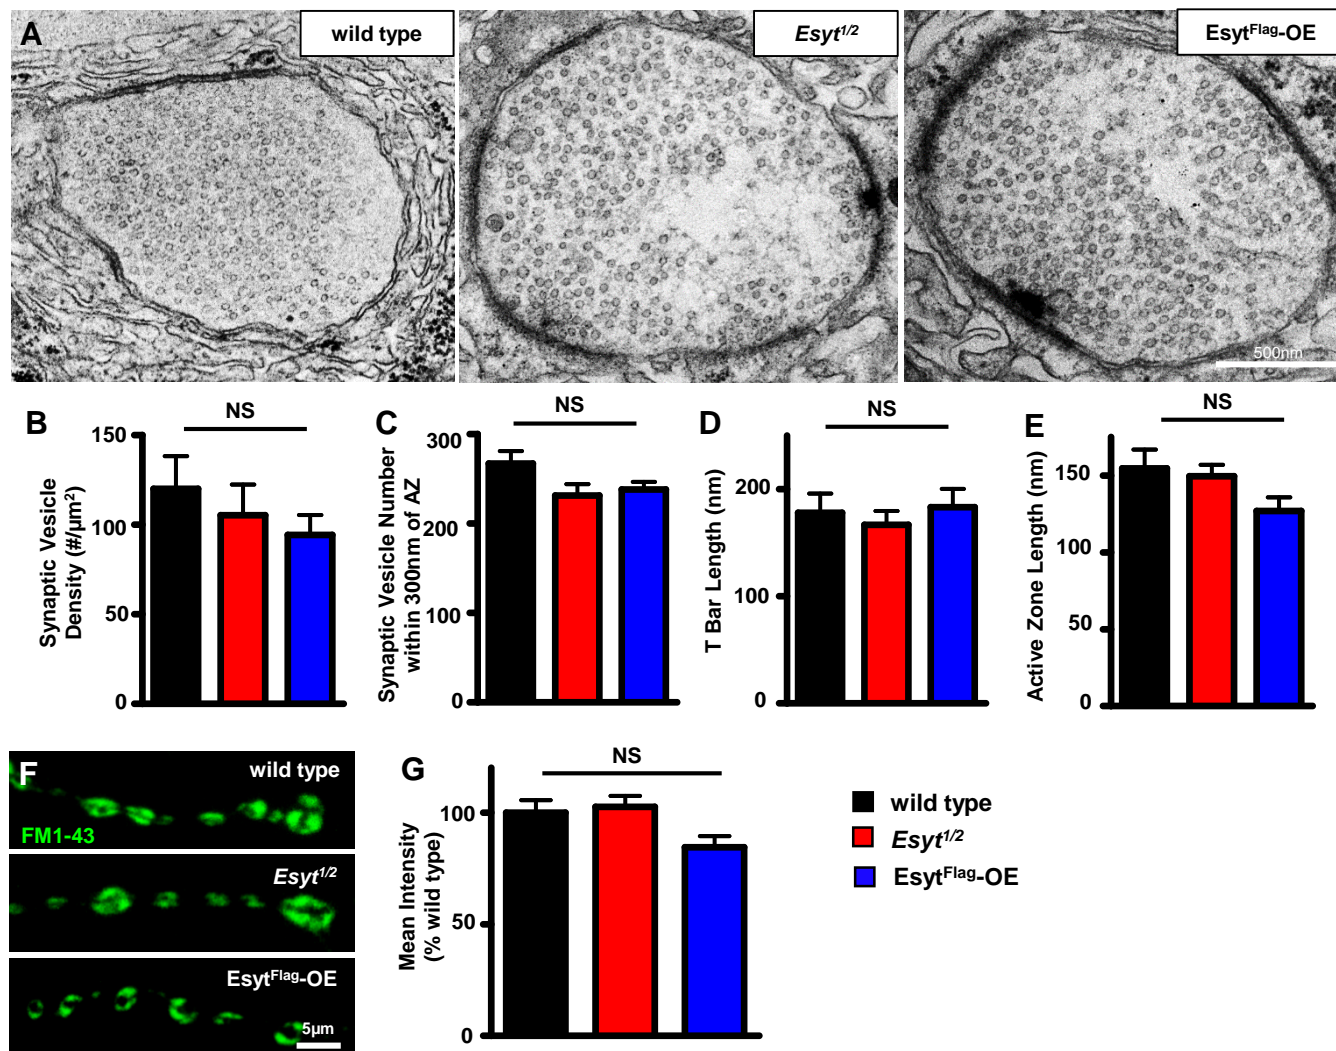 A
wild type
Esyt1/2
EsytFlag-OE
500nm
B
NS
Synaptic Vesicle
Density (#/µm²)
150
100
50
0
C
NS
Synaptic Vesicle Number
within 300nm of AZ
300
200
100
0
D
NS
T Bar Length (nm)
200
100
0
E
NS
Active Zone Length (nm)
150
100
50
0
F
wild type
FM1-43
Esyt1/2
EsytFlag-OE
5µm
G
NS
Mean Intensity
(% wild type)
100
50
0
wild type
Esyt1/2
EsytFlag-OE